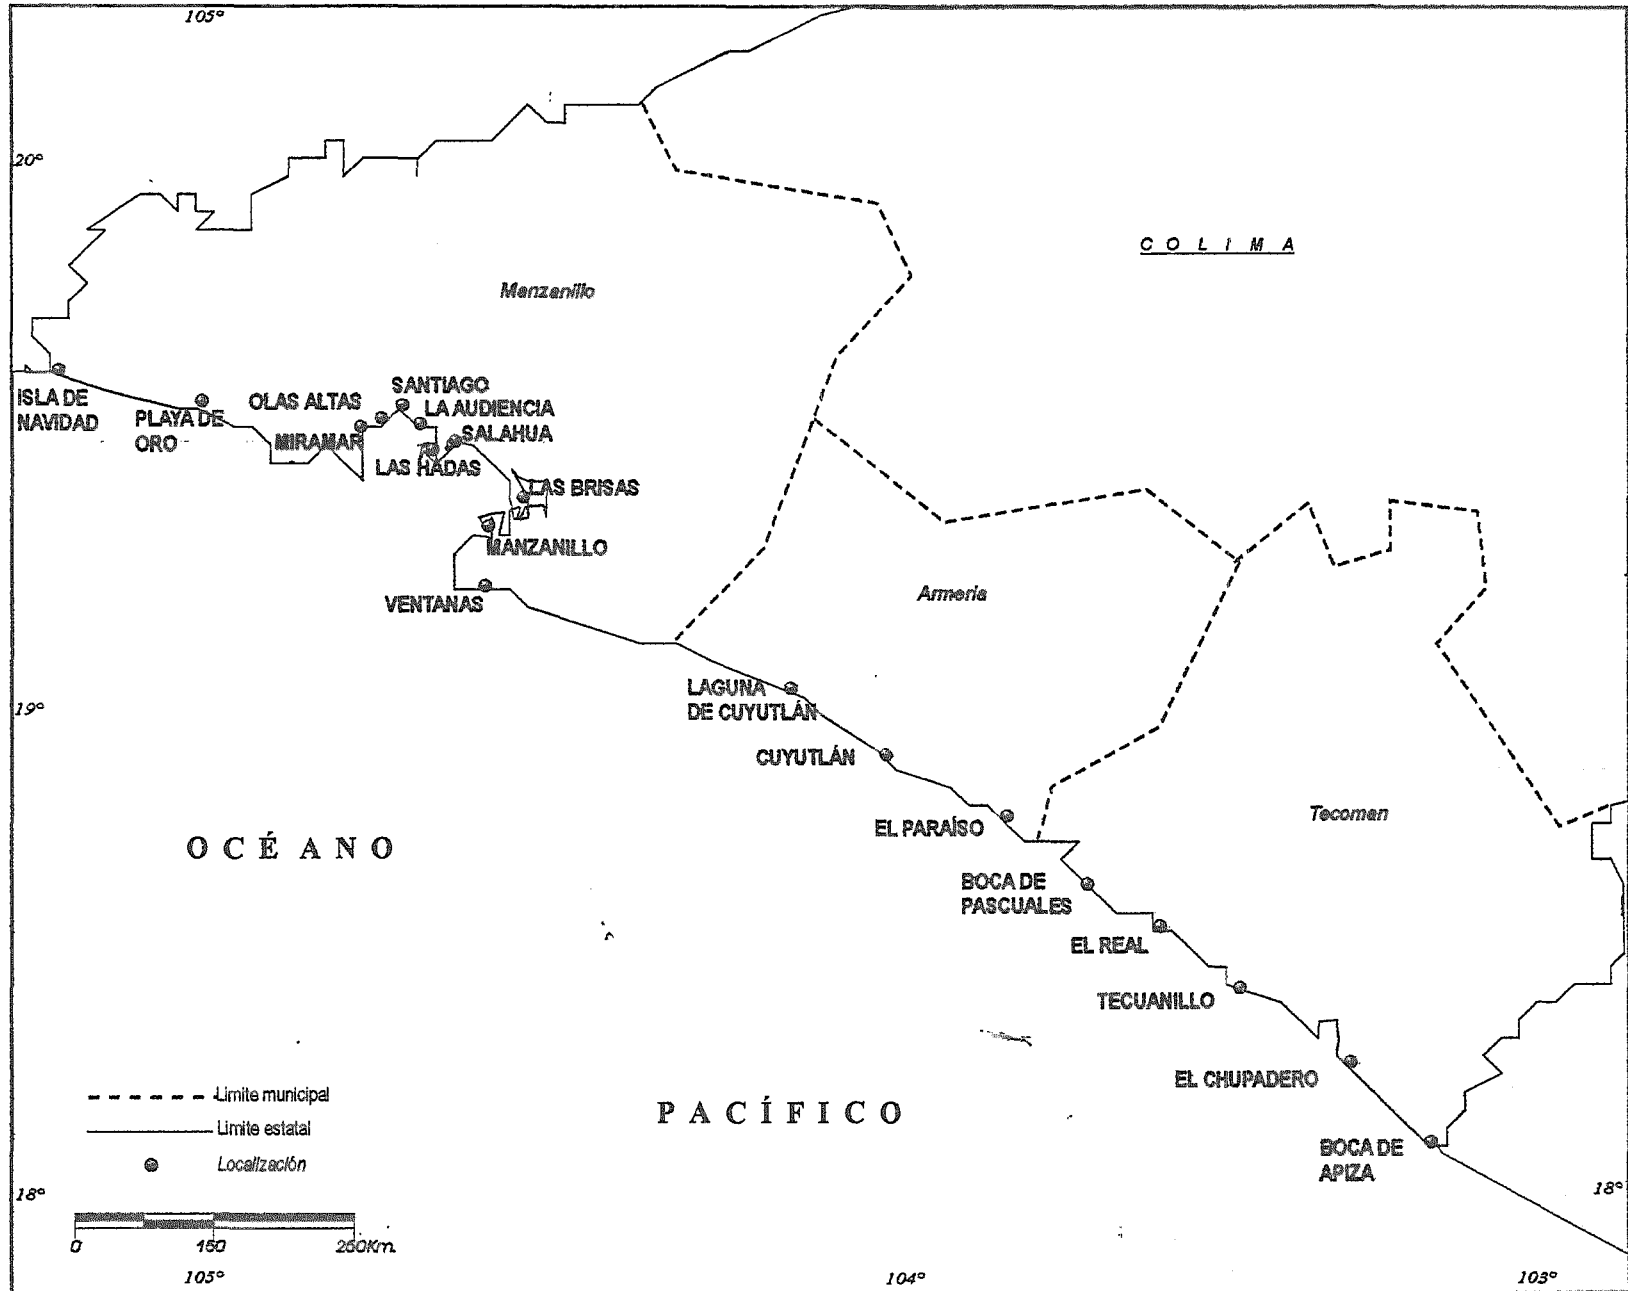 105°
20°
C O L I M A
Manzanillo
ISLA DE
NAVIDAD
PLAYA DE
ORO
OLAS ALTAS
SANTIAGO
LA AUDIENCIA
MIRAMAR
SALAHUA
LAS HADAS
LAS BRISAS
MANZANILLO
VENTANAS
Armeria
LAGUNA
DE CUYUTLÁN
19°
CUYUTLÁN
Tecoman
EL PARAÍSO
OCÉANO
BOCA DE
PASCUALES
EL REAL
TECUANILLO
EL CHUPADERO
PACÍFICO
BOCA DE
APIZA
Limite municipal
Limite estatal
Localización
18°
18°
0 150 250Km.
105°
104°
103°